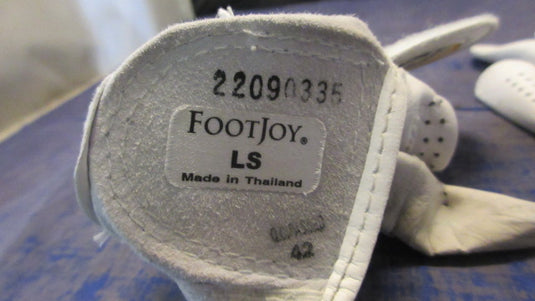 22090335
FOOTJOY®
LS
Made in Thailand
42